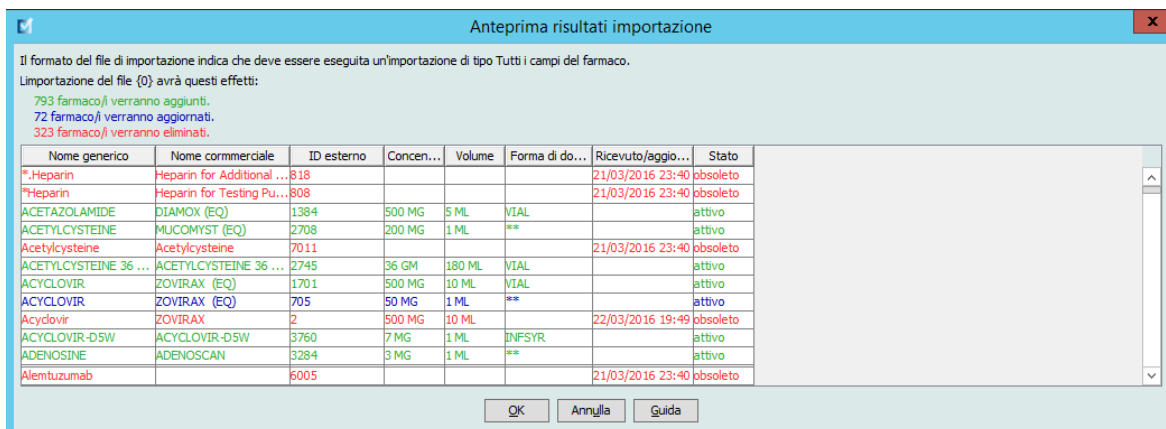 Anteprima risultati importazione
x
Il formato del file di importazione indica che deve essere eseguita un'importazione di tipo Tutti i campi del farmaco.
Limportazione del file {0} avrà questi effetti:
793 farmaco/i verranno aggiunti.
72 farmaco/i verranno aggiornati.
323 farmaco/i verranno eliminati.
Nome generico Nome cormmerciale ID esterno Concen... Volume Forma di do... Ricevuto/aggio... Stato
*.Heparin Heparin for Additional ... 818 21/03/2016 23:40 obsoleto
*Heparin Heparin for Testing Pu... 808 21/03/2016 23:40 obsoleto
ACETAZOLAMIDE DIAMOX (EQ) 1384 500 MG 5 ML VIAL attivo
ACETYLCYSTEINE MUCOMYST (EQ) 2708 200 MG 1 ML ** attivo
Acetylcysteine Acetylcysteine 7011 21/03/2016 23:40 obsoleto
ACETYLCYSTEINE 36 ... ACETYLCYSTEINE 36 ... 2745 36 GM 180 ML VIAL attivo
ACYCLOVIR ZOVIRAX (EQ) 1701 500 MG 10 ML VIAL attivo
ACYCLOVIR ZOVIRAX (EQ) 705 50 MG 1 ML ** attivo
Acyclovir ZOVIRAX 2 500 MG 10 ML 22/03/2016 19:49 obsoleto
ACYCLOVIR-D5W ACYCLOVIR-D5W 3760 7 MG 1 ML INFSYR attivo
ADENOSINE ADENOSCAN 3284 3 MG 1 ML ** attivo
Alemtuzumab 6005 21/03/2016 23:40 obsoleto
OK Annulla Guida